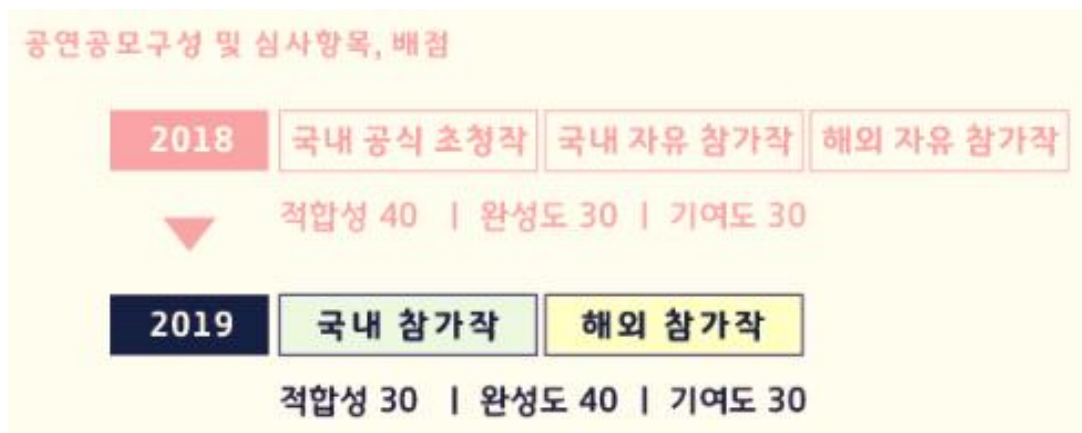 공연공모구성 및 심사항목, 배점
2018 국내 공식 초청작 국내 자유 참가작 해외 자유 참가작
적합성 40 | 완성도 30 | 기여도 30
2019 국내 참가작 해외 참가작
적합성 30 | 완성도 40 | 기여도 30